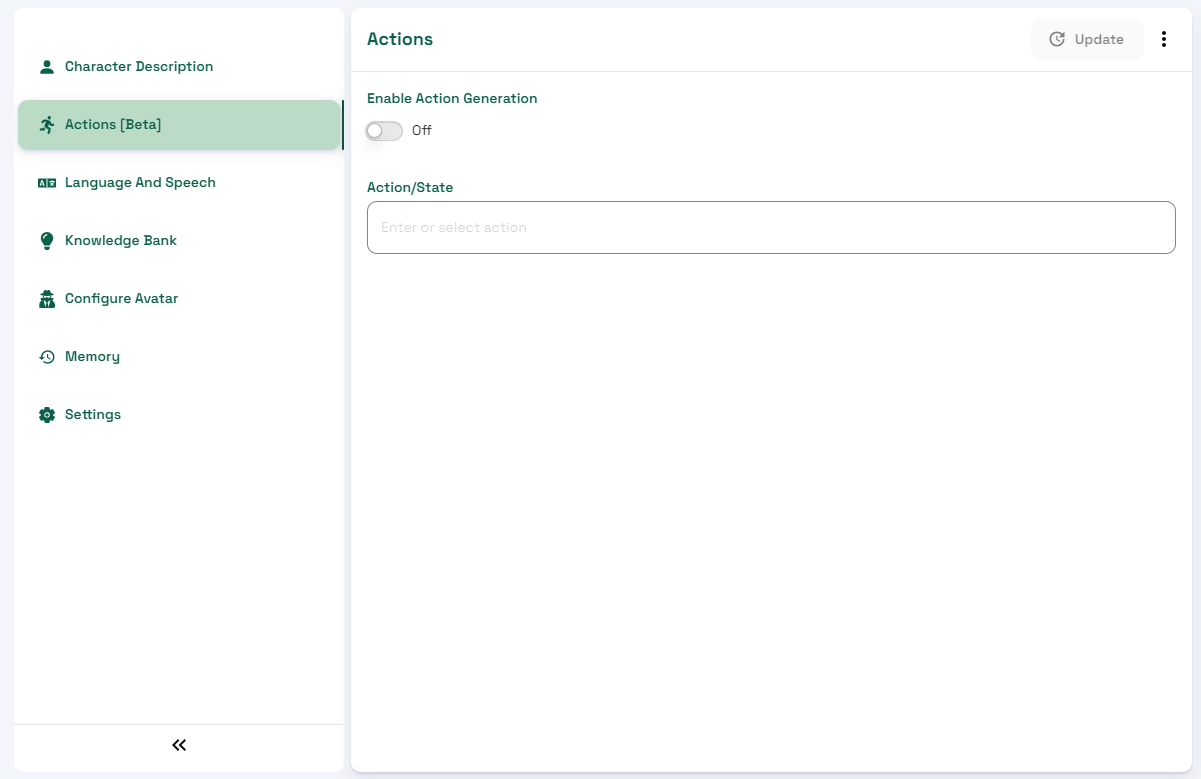 Character Description
Actions [Beta]
Language And Speech
Knowledge Bank
Configure Avatar
Memory
Settings
Actions
Update
Enable Action Generation
Off
Action/State
Enter or select action